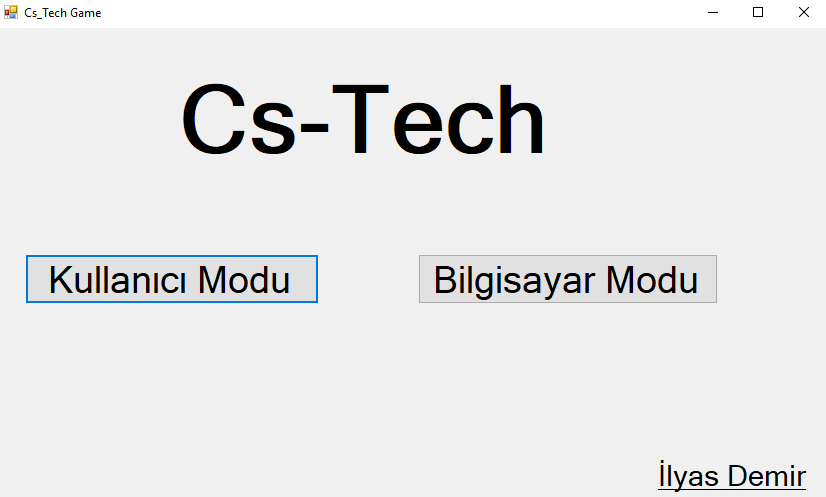 Cs_Tech Game
Cs-Tech
Kullanıcı Modu
Bilgisayar Modu
İlyas Demir